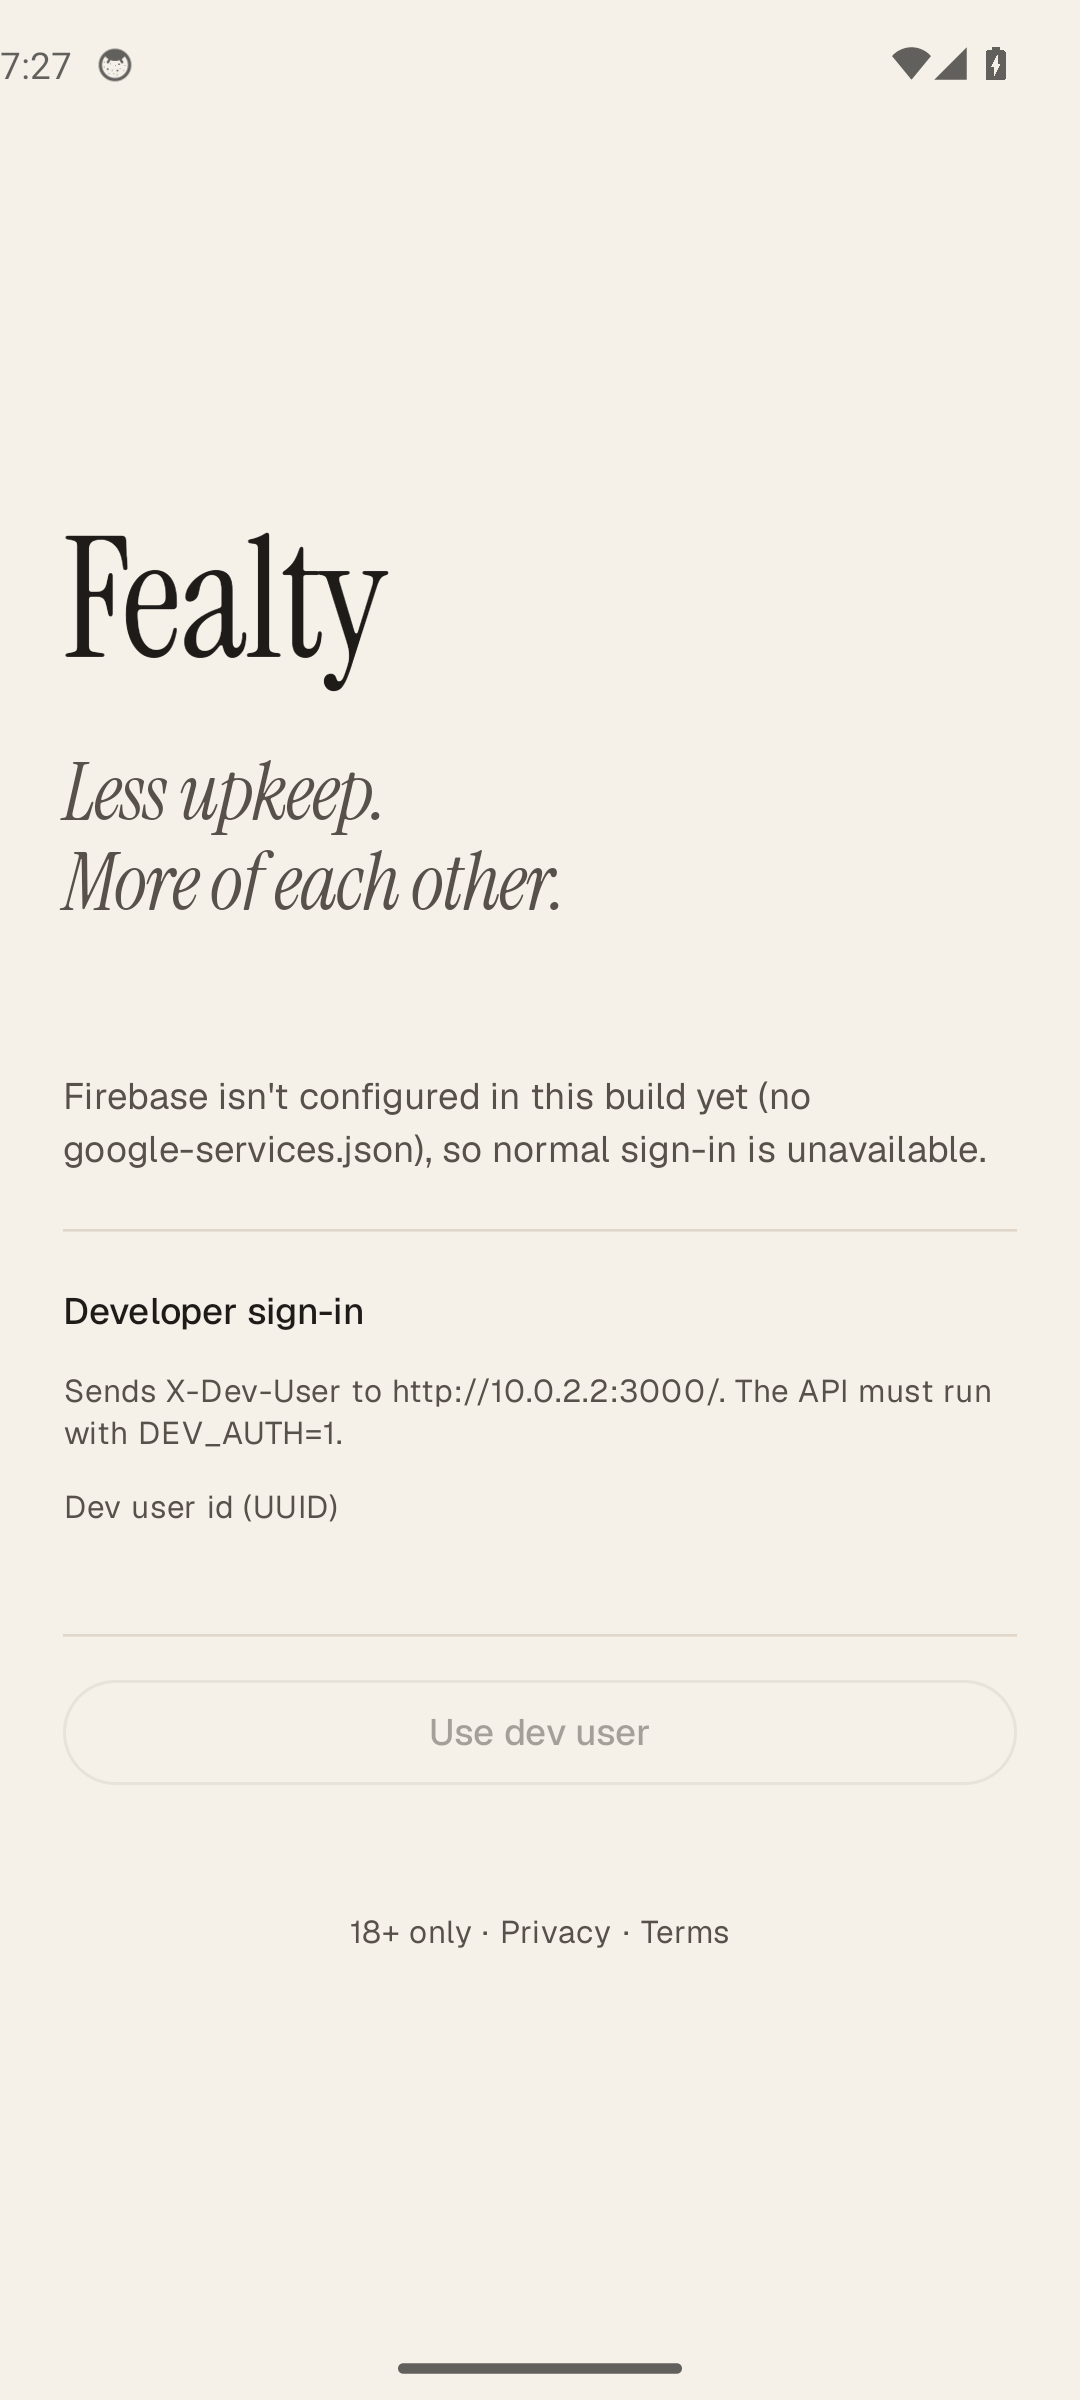 7:27
Fealty
Less upkeep.
More of each other.
Firebase isn't configured in this build yet (no
google-services.json), so normal sign-in is unavailable.
Developer sign-in
Sends X-Dev-User to http://10.0.2.2:3000/. The API must run
with DEV_AUTH=1.
Dev user id (UUID)
Use dev user
18+ only · Privacy · Terms